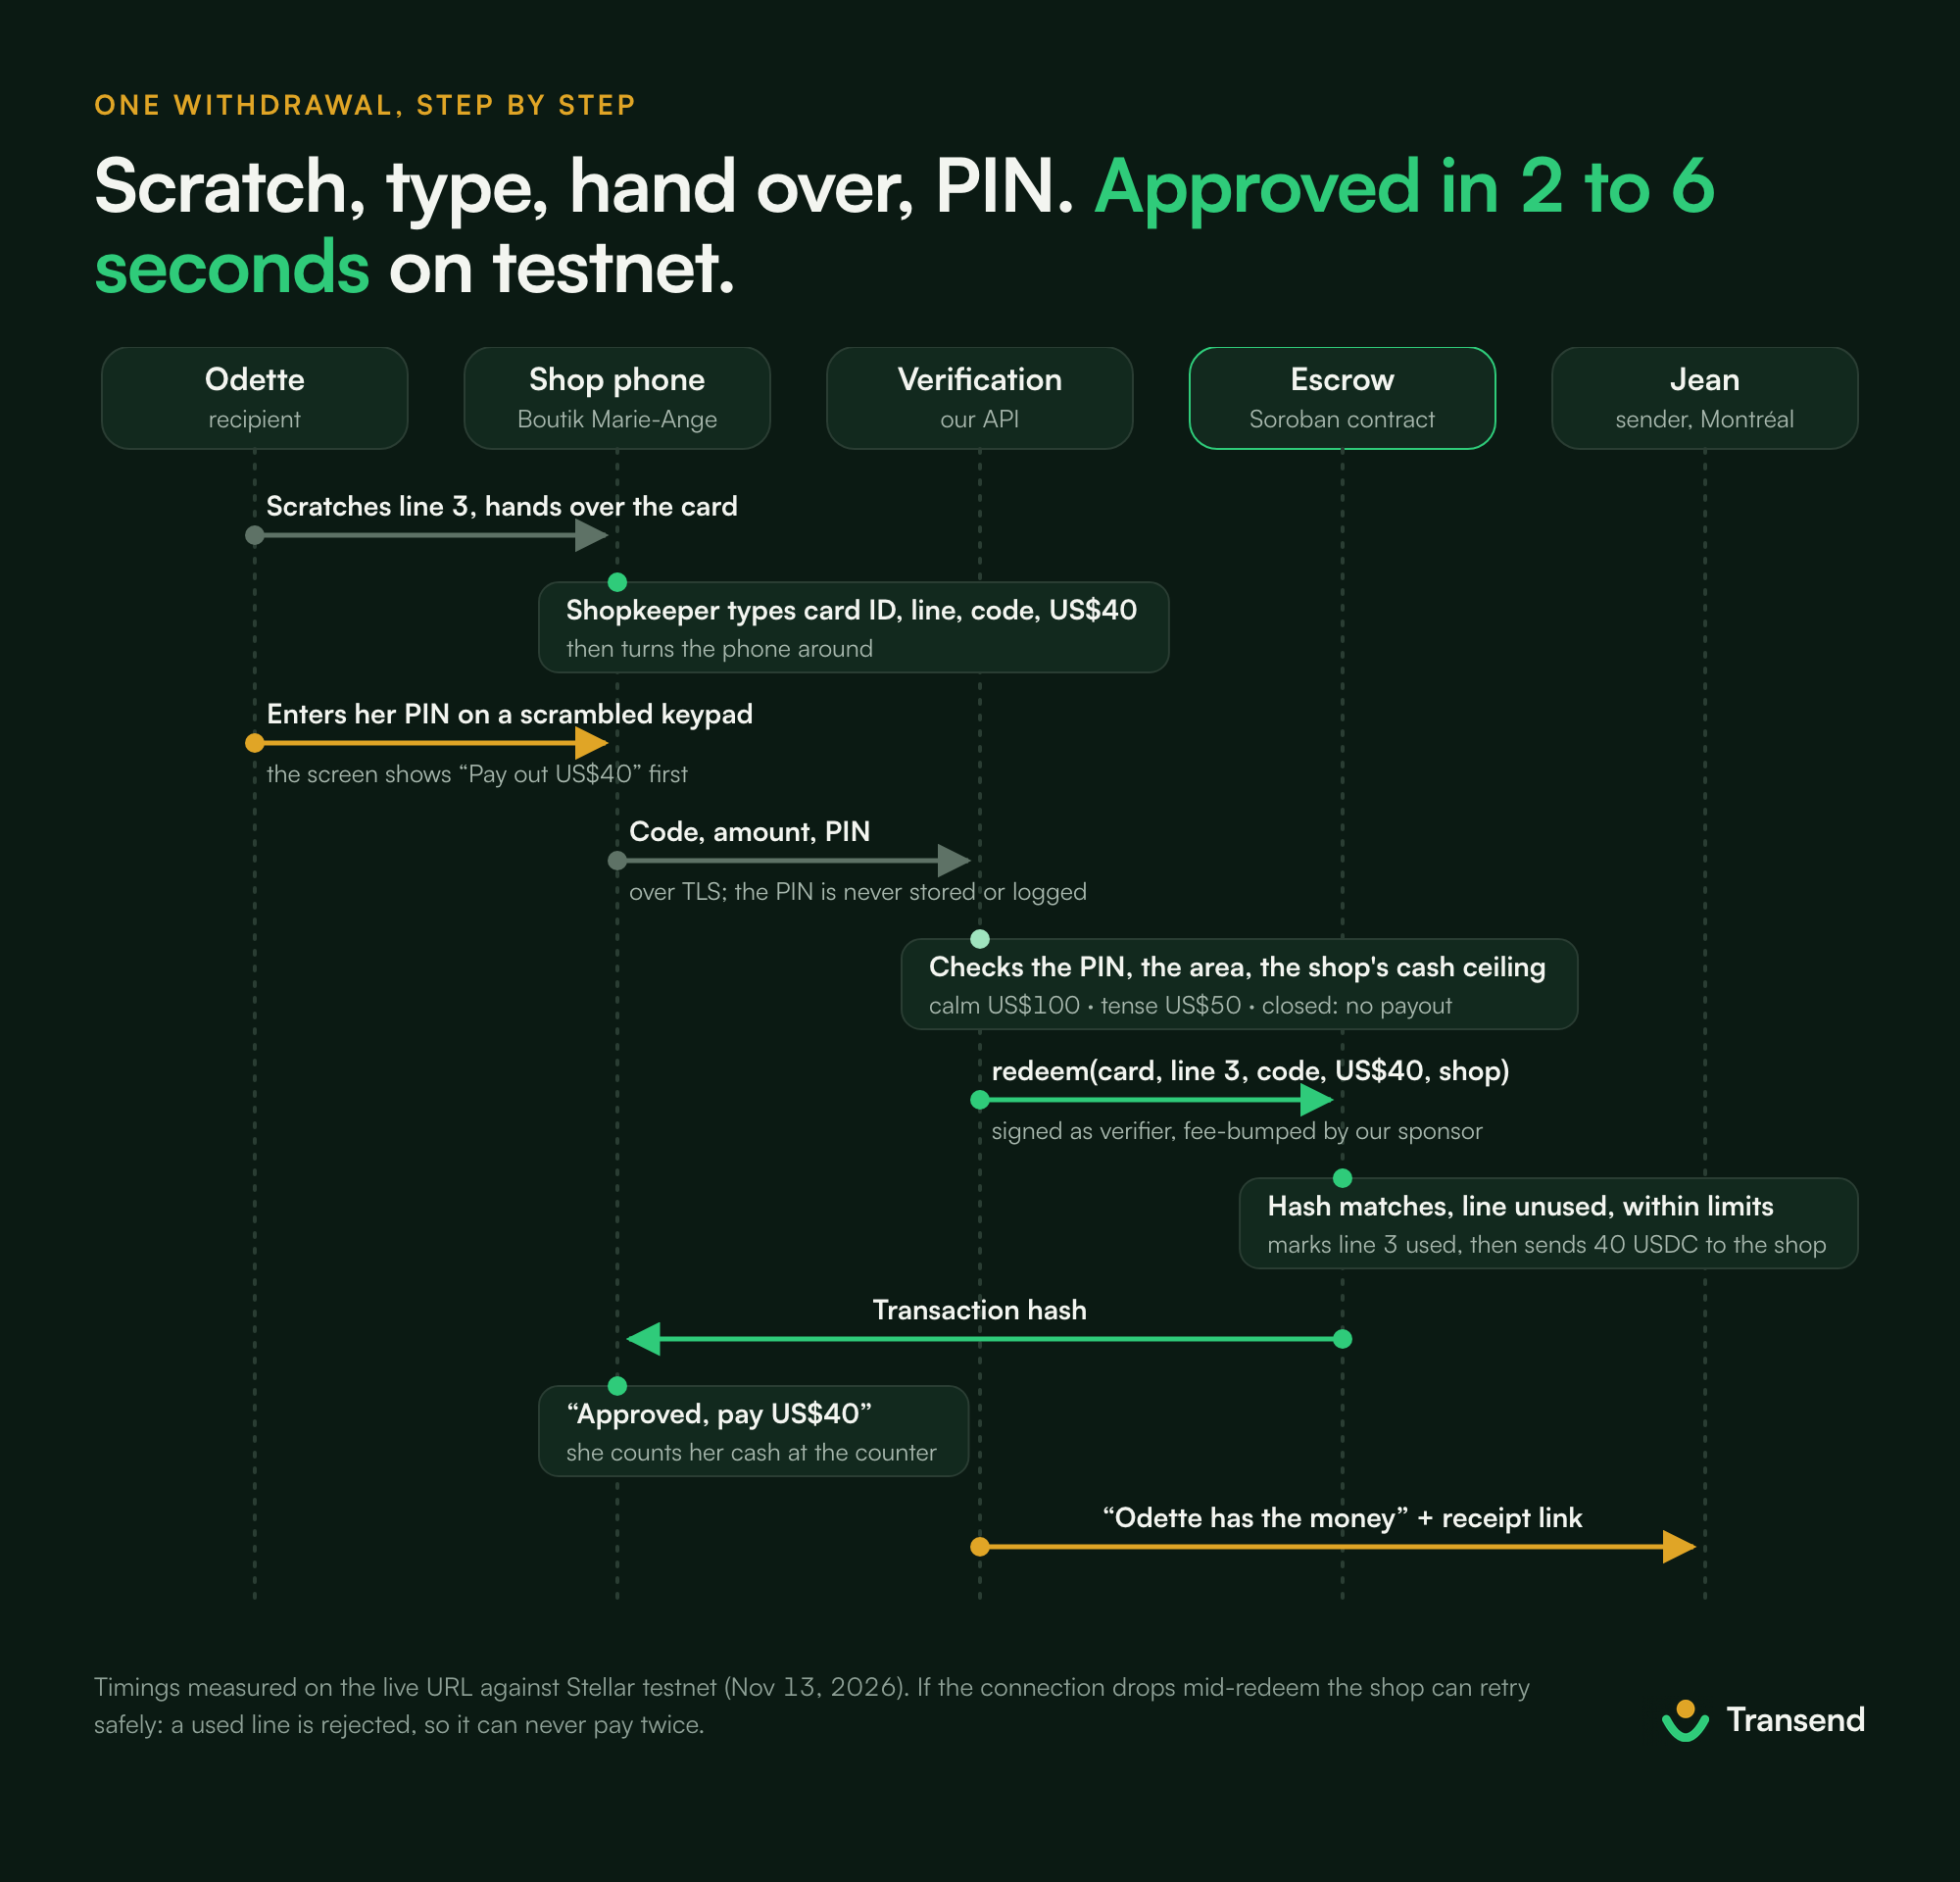 ONE WITHDRAWAL, STEP BY STEP
Scratch, type, hand over, PIN. Approved in 2 to 6
seconds on testnet.
Odette
recipient
Shop phone
Boutik Marie-Ange
Verification
our API
Escrow
Soroban contract
Jean
sender, Montréal
Scratches line 3, hands over the card
Shopkeeper types card ID, line, code, US$40
then turns the phone around
Enters her PIN on a scrambled keypad
the screen shows “Pay out US$40” first
Code, amount, PIN
over TLS; the PIN is never stored or logged
Checks the PIN, the area, the shop's cash ceiling
calm US$100 · tense US$50 · closed: no payout
redeem(card, line 3, code, US$40, shop)
signed as verifier, fee-bumped by our sponsor
Hash matches, line unused, within limits
marks line 3 used, then sends 40 USDC to the shop
Transaction hash
“Approved, pay US$40”
she counts her cash at the counter
“Odette has the money” + receipt link
Timings measured on the live URL against Stellar testnet (Nov 13, 2026). If the connection drops mid-redeem the shop can retry
safely: a used line is rejected, so it can never pay twice.
Transend